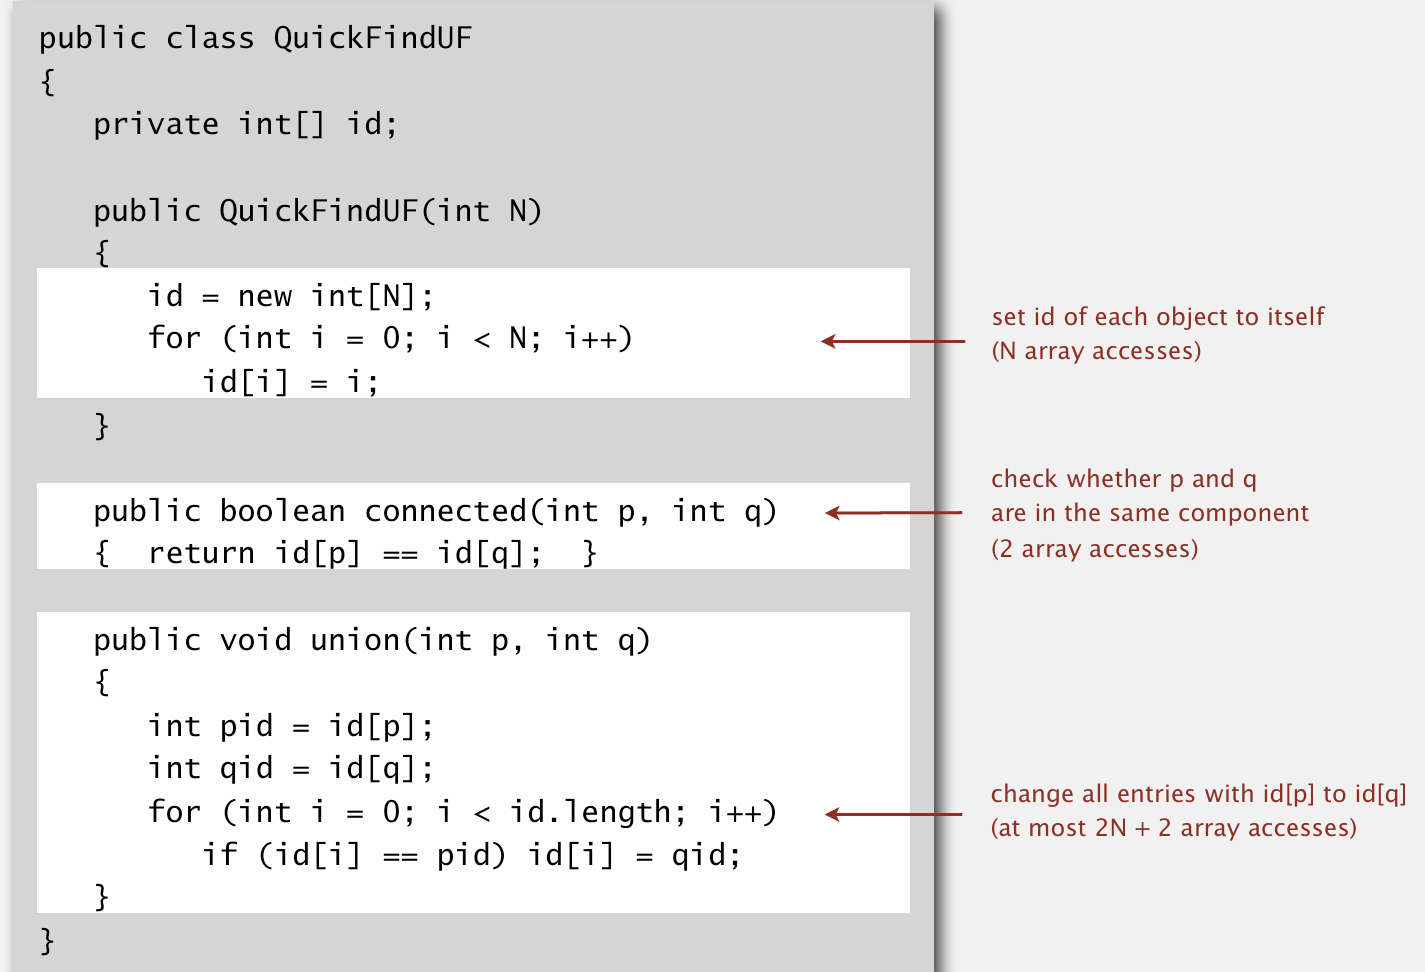 public class QuickFindUF
{
private int[] id;
public QuickFindUF(int N)
{
id = new int[N];
for (int i = 0; i < N; i++)
id[i] = i;
}
set id of each object to itself
(N array accesses)
public boolean connected(int p, int q)
{ return id[p] == id[q]; }
check whether p and q
are in the same component
(2 array accesses)
public void union(int p, int q)
{
int pid = id[p];
int qid = id[q];
for (int i = 0; i < id.length; i++)
if (id[i] == pid) id[i] = qid;
}
change all entries with id[p] to id[q]
(at most 2N + 2 array accesses)
}